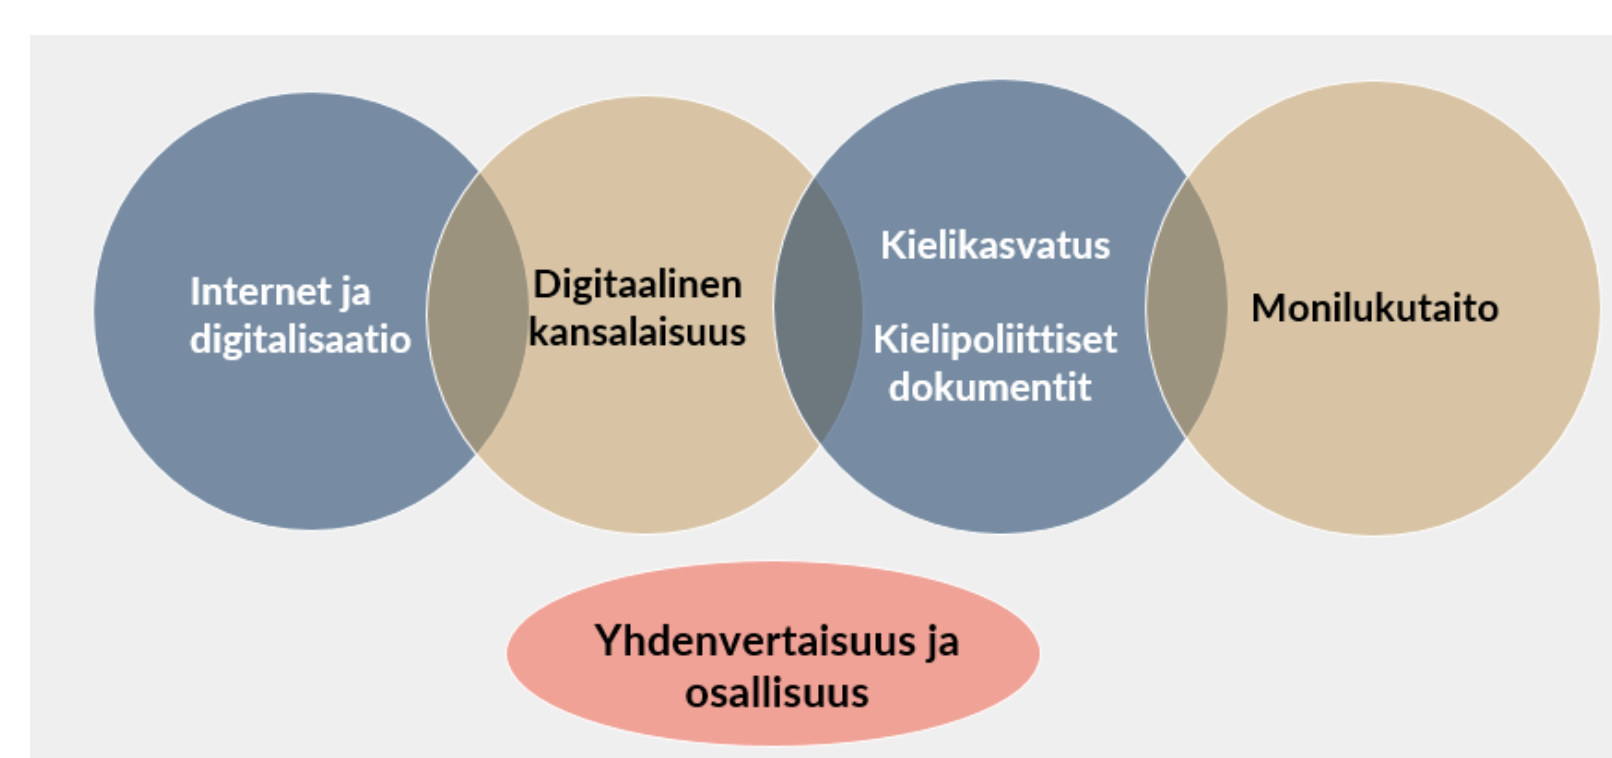 Internet ja
digitalisaatio
Digitaalinen
kansalaisuus
Kielikasvatus
Kielipoliittiset
dokumentit
Monilukutaito
Yhdenvertaisuus ja
osallisuus